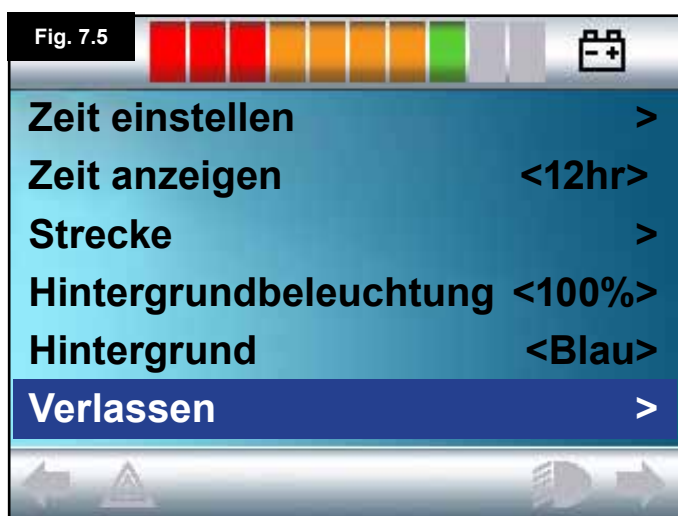 Fig. 7.5
Zeit einstellen >
Zeit anzeigen <12hr>
Strecke >
Hintergrundbeleuchtung <100%>
Hintergrund <Blau>
Verlassen >